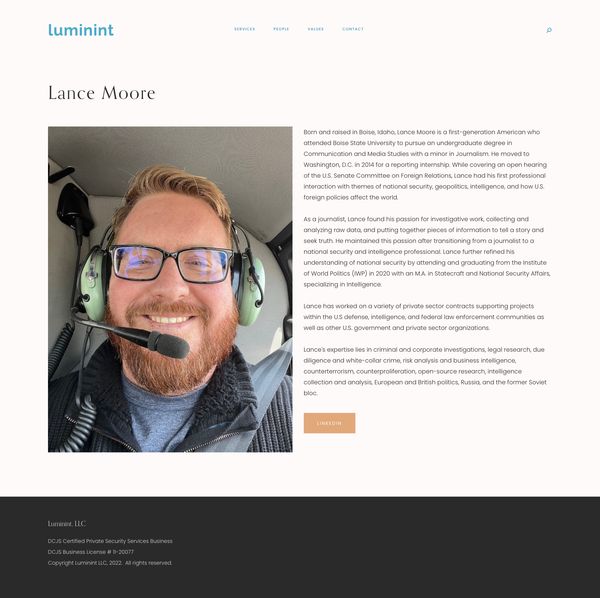 luminint
SERVICES PEOPLE VALUES CONTACT
Lance Moore
Born and raised in Boise, Idaho, Lance Moore is a first-generation American who
attended Boise State University to pursue an undergraduate degree in
Communication and Media Studies with a minor in Journalism. He moved to
Washington, D.C. in 2014 for a reporting internship. While covering an open hearing
of the U.S. Senate Committee on Foreign Relations, Lance had his first professional
interaction with themes of national security, geopolitics, intelligence, and how U.S.
foreign policies affect the world.
As a journalist, Lance found his passion for investigative work, collecting and
analyzing raw data, and putting together pieces of information to tell a story and
seek truth. He maintained this passion after transitioning from a journalist to a
national security and intelligence professional. Lance further refined his
understanding of national security by attending and graduating from the Institute
of World Politics (IWP) in 2020 with an M.A. in Statecraft and National Security Affairs,
specializing in Intelligence.
Lance has worked on a variety of private sector contracts supporting projects
within the U.S defense, intelligence, and federal law enforcement communities as
well as other U.S. government and private sector organizations.
Lance's expertise lies in criminal and corporate investigations, legal research, due
diligence and white-collar crime, risk analysis and business intelligence,
counterterrorism, counterproliferation, open-source research, intelligence
collection and analysis, European and British politics, Russia, and the former Soviet
bloc.
LINKEDIN
Luminint, LLC
DCJS Certified Private Security Services Business
DCJS Business License # 11-20077
Copyright Luminint LLC, 2022. All rights reserved.